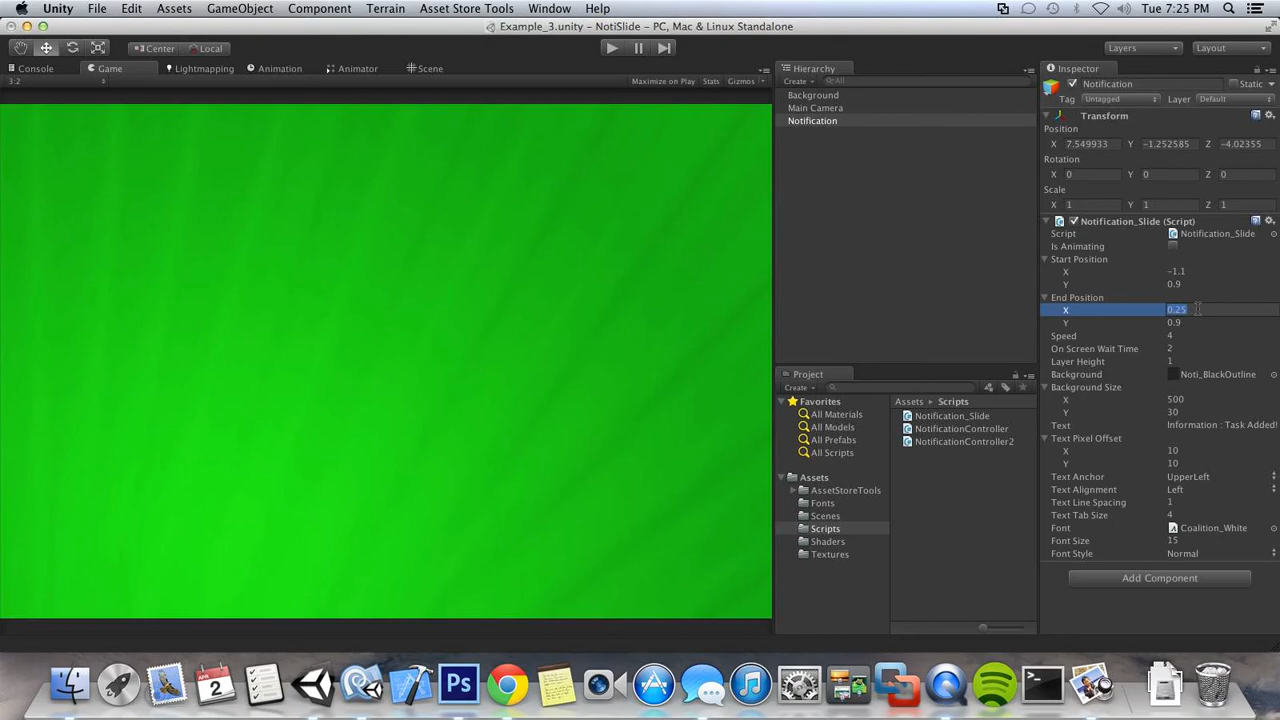 Unity File Edit Assets GameObject Component Terrain Asset Store Tools Window Help Tue 7:25 PM
Example_3.unity - NotiSlide - PC, Mac & Linux Standalone
Center Local Layers Layout
Console Game Lightmapping Animation Animator Scene
3:2 Maximize on Play Stats Gizmos
Hierarchy
Create All
Background
Main Camera
Notification
Project
Create
Favorites
All Materials
All Models
All Prefabs
All Scripts
Assets
AssetStoreTools
Fonts
Scenes
Scripts
Shaders
Textures
Assets Scripts
Notification_Slide
NotificationController
NotificationController2
Inspector
Notification Static
Tag Untagged Layer Default
Transform
Position
X 7.549933 Y -1.252585 Z -4.02355
Rotation
X 0 Y 0 Z 0
Scale
X 1 Y 1 Z 1
Notification_Slide (Script)
Script Notification_Slide
Is Animating
Start Position
X -1.1
Y 0.9
End Position
X 0.25
Y 0.9
Speed 4
On Screen Wait Time 2
Layer Height 1
Background Noti_BlackOutline
Background Size
X 500
Y 30
Text Information : Task Added!
Text Pixel Offset
X 10
Y 10
Text Anchor UpperLeft
Text Alignment Left
Text Line Spacing 1
Text Tab Size 4
Font Coalition_White
Font Size 15
Font Style Normal
Add Component
APR
2
Ps